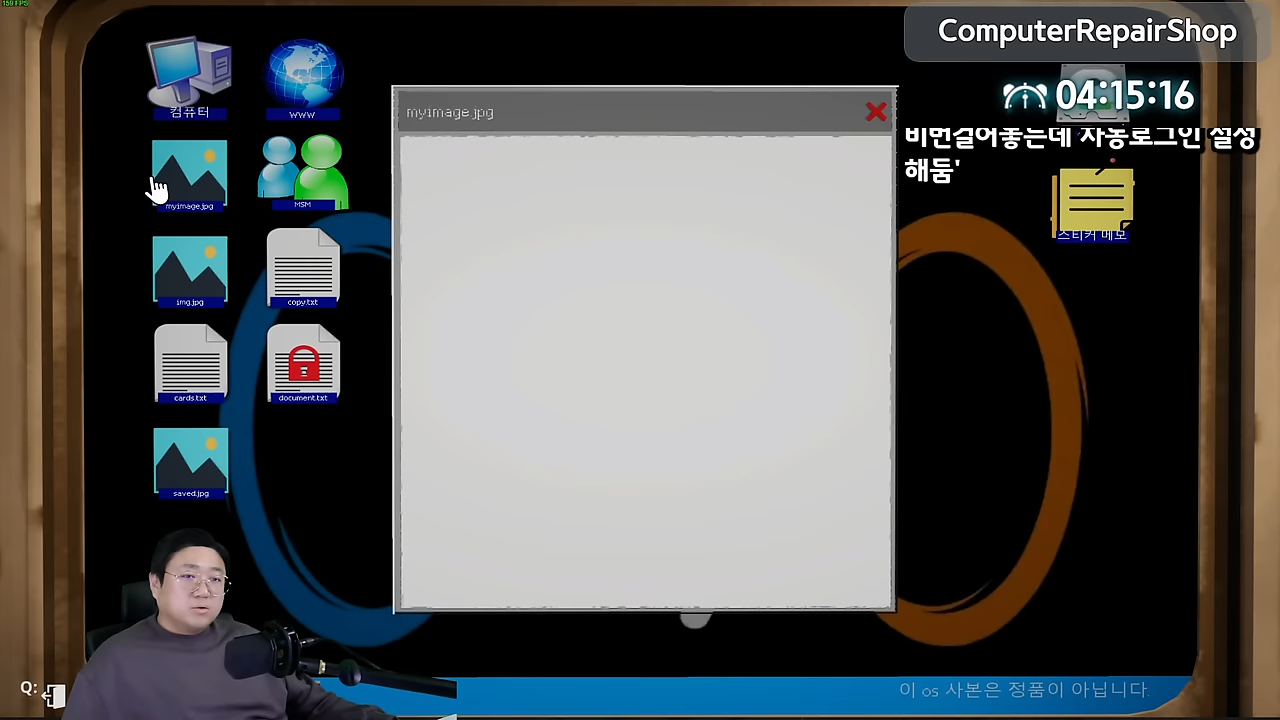 159 FPS
ComputerRepairShop
04:15:16
비번걸어놓는데 자동로그인 설정
해둠'
컴퓨터
www
myimage.jpg
myimage.jpg
MSM
스티커 메모
img.jpg
copy.txt
cards.txt
document.txt
saved.jpg
Q:
이 os 사본은 정품이 아닙니다.